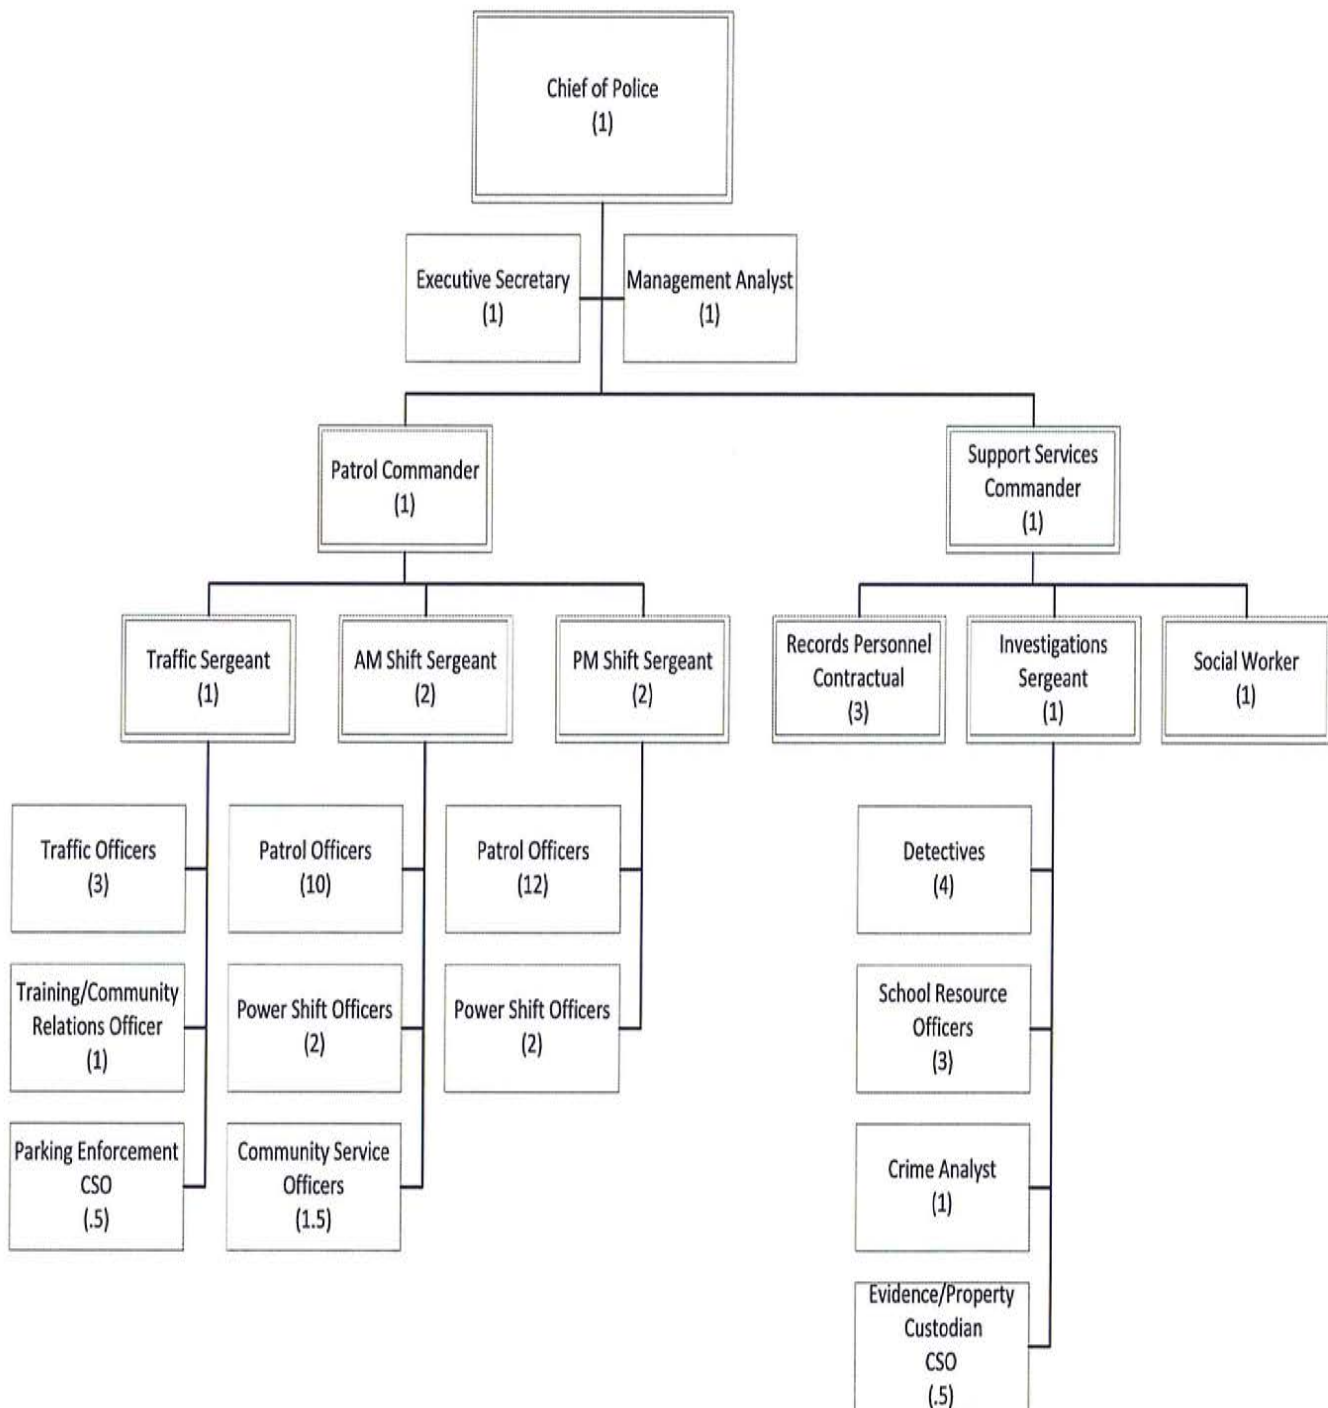 Chief of Police
(1)
Executive Secretary
(1)
Management Analyst
(1)
Patrol Commander
(1)
Support Services
Commander
(1)
Traffic Sergeant
(1)
AM Shift Sergeant
(2)
PM Shift Sergeant
(2)
Records Personnel
Contractual
(3)
Investigations
Sergeant
(1)
Social Worker
(1)
Traffic Officers
(3)
Patrol Officers
(10)
Patrol Officers
(12)
Detectives
(4)
Training/Community
Relations Officer
(1)
Power Shift Officers
(2)
Power Shift Officers
(2)
School Resource
Officers
(3)
Parking Enforcement
CSO
(.5)
Community Service
Officers
(1.5)
Crime Analyst
(1)
Evidence/Property
Custodian
CSO
(.5)